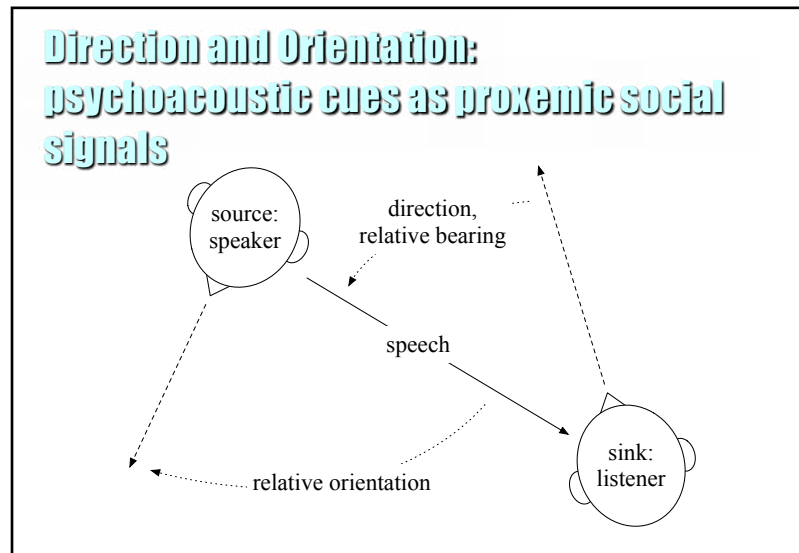 Direction and Orientation:
psychoacoustic cues as proxemic social
signals
source:
speaker
direction,
relative bearing
speech
relative orientation
sink:
listener